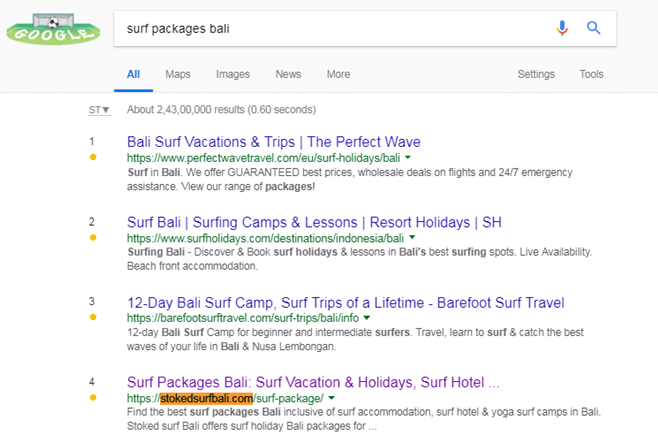 GOOGLE
surf packages bali
All Maps Images News More Settings Tools
ST▼ About 2,43,00,000 results (0.60 seconds)
1 Bali Surf Vacations & Trips | The Perfect Wave
https://www.perfectwavetravel.com/eu/surf-holidays/bali
Surf in Bali. We offer GUARANTEED best prices, wholesale deals on flights and 24/7 emergency
assistance. View our range of packages!
2 Surf Bali | Surfing Camps & Lessons | Resort Holidays | SH
https://www.surfholidays.com/destinations/indonesia/bali
Surfing Bali - Discover & Book surf holidays & lessons in Bali's best surfing spots. Live Availability.
Beach front accommodation.
3 12-Day Bali Surf Camp, Surf Trips of a Lifetime - Barefoot Surf Travel
https://barefootsurftravel.com/surf-trips/bali/info
12-day Bali Surf Camp for beginner and intermediate surfers. Travel, learn to surf & catch the best
waves of your life in Bali & Nusa Lembongan.
4 Surf Packages Bali: Surf Vacation & Holidays, Surf Hotel ...
https://stokedsurfbali.com/surf-package/
Find the best surf packages Bali inclusive of surf accommodation, surf hotel & yoga surf camps in Bali.
Stoked surf Bali offers surf holiday Bali packages for ...